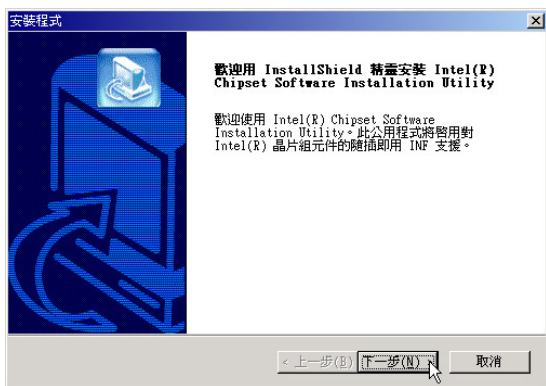 安裝程式
歡迎用 InstallShield 精靈安裝 Intel(R)
Chipset Software Installation Utility
歡迎使用 Intel(R) Chipset Software
Installation Utility。此公用程式將啓用對
Intel(R) 晶片組元件的隨插即用 INF 支援。
< 上一步(B) 下一步(N) > 取消